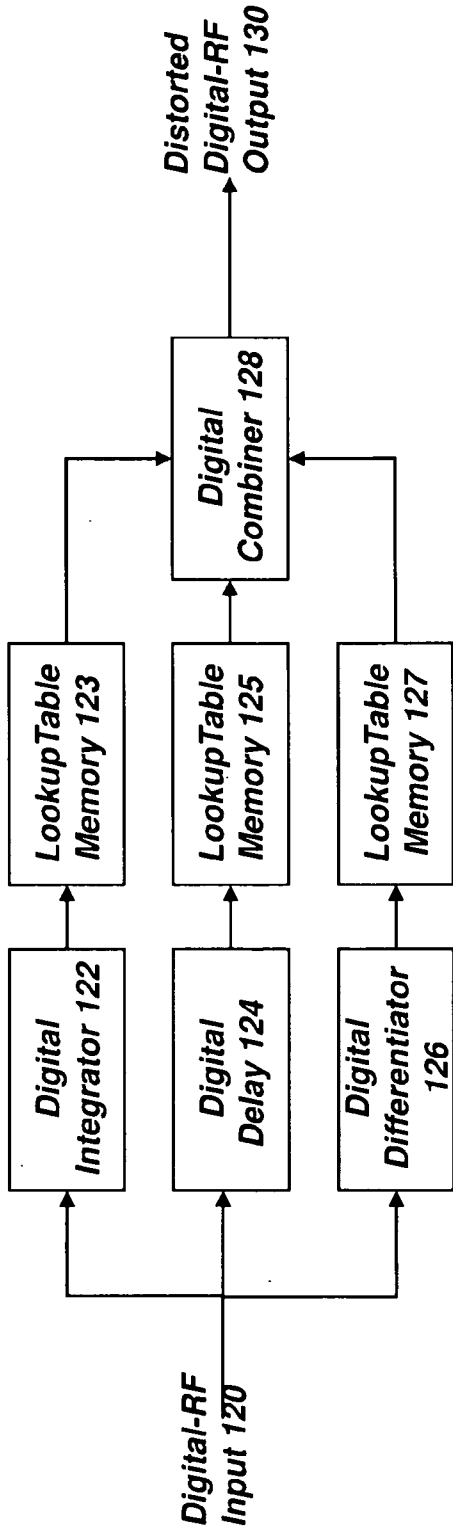 Digital-RF
Input 120
Digital
Integrator 122
LookupTable
Memory 123
Digital
Delay 124
LookupTable
Memory 125
Digital
Differentiator
126
LookupTable
Memory 127
Digital
Combiner 128
Distorted
Digital-RF
Output 130